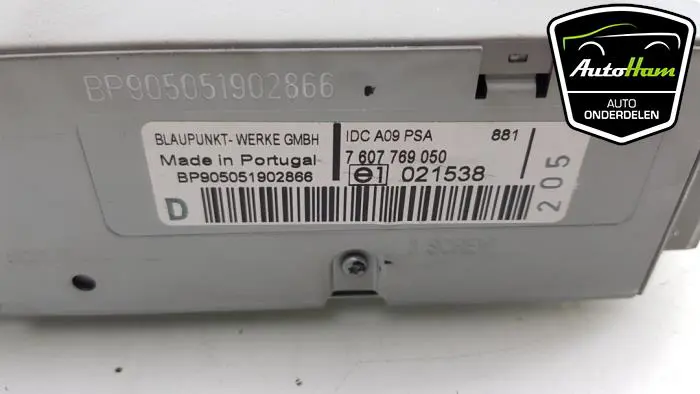 BP905051902866
BLAUPUNKT-WERKE GMBH
Made in Portugal
BP905051902866
IDC A09 PSA 881
7 607 769 050
e1 021538
D
205
AutoHam
AUTO
ONDERDELEN